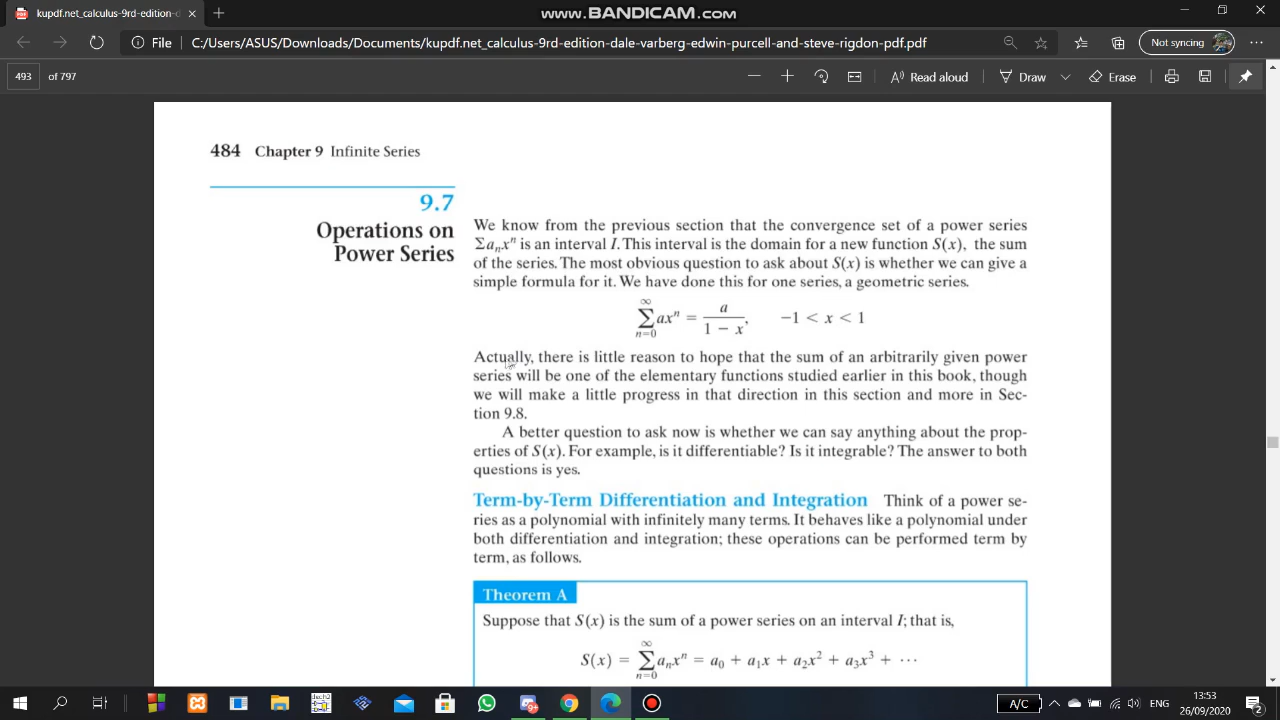 www.BANDICAM.com
kupdf.net_calculus-9rd-edition-d
File
C:/Users/ASUS/Documents/kupdf.net_calculus-9rd-edition-dale-varberg-edwin-purcell-and-steve-rigdon-pdf.pdf
Not syncing
493 of 797
Read aloud
Draw
Erase
484 Chapter 9 Infinite Series
9.7
Operations on
Power Series
We know from the previous section that the convergence set of a power series
Σaₙxⁿ is an interval I. This interval is the domain for a new function S(x), the sum
of the series. The most obvious question to ask about S(x) is whether we can give a
simple formula for it. We have done this for one series, a geometric series.
∞∑n=0 axⁿ = a/(1 − x), −1 < x < 1
Actually, there is little reason to hope that the sum of an arbitrarily given power
series will be one of the elementary functions studied earlier in this book, though
we will make a little progress in that direction in this section and more in Sec-
tion 9.8.
A better question to ask now is whether we can say anything about the prop-
erties of S(x). For example, is it differentiable? Is it integrable? The answer to both
questions is yes.
Term-by-Term Differentiation and Integration Think of a power se-
ries as a polynomial with infinitely many terms. It behaves like a polynomial under
both differentiation and integration; these operations can be performed term by
term, as follows.
Theorem A
Suppose that S(x) is the sum of a power series on an interval I; that is,
S(x) = ∞∑n=0 aₙxⁿ = a₀ + a₁x + a₂x² + a₃x³ + ⋯
A/C
13:53
26/09/2020
2